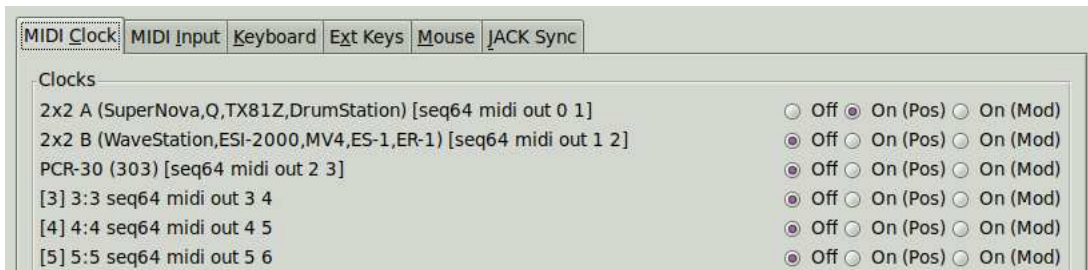 MIDI Clock MIDI Input Keyboard Ext Keys Mouse JACK Sync
Clocks
2x2 A (SuperNova,Q,TX81Z,DrumStation) [seq64 midi out 0 1] Off On (Pos) On (Mod)
2x2 B (WaveStation,ESI-2000,MV4,ES-1,ER-1) [seq64 midi out 1 2] Off On (Pos) On (Mod)
PCR-30 (303) [seq64 midi out 2 3] Off On (Pos) On (Mod)
[3] 3:3 seq64 midi out 3 4 Off On (Pos) On (Mod)
[4] 4:4 seq64 midi out 4 5 Off On (Pos) On (Mod)
[5] 5:5 seq64 midi out 5 6 Off On (Pos) On (Mod)